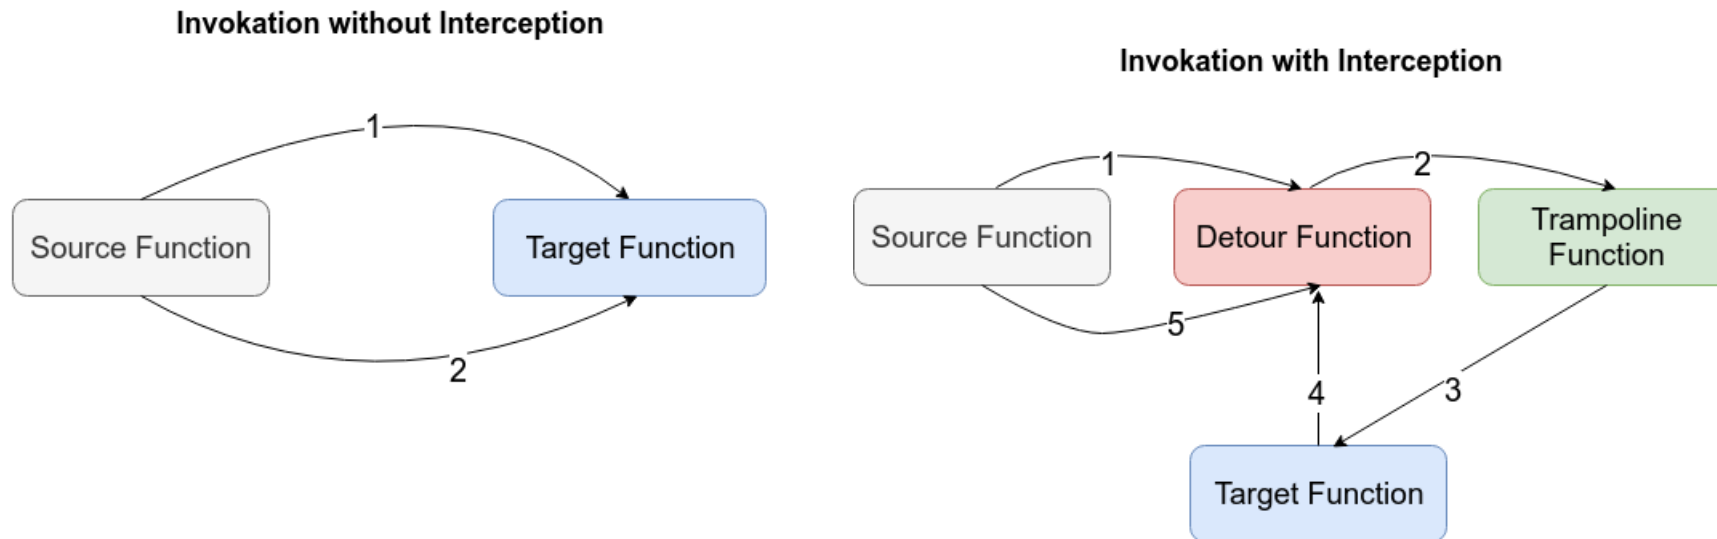 Invokation without Interception
1
Source Function
Target Function
2
Invokation with Interception
1
2
Source Function
Detour Function
Trampoline
Function
5
4
3
Target Function